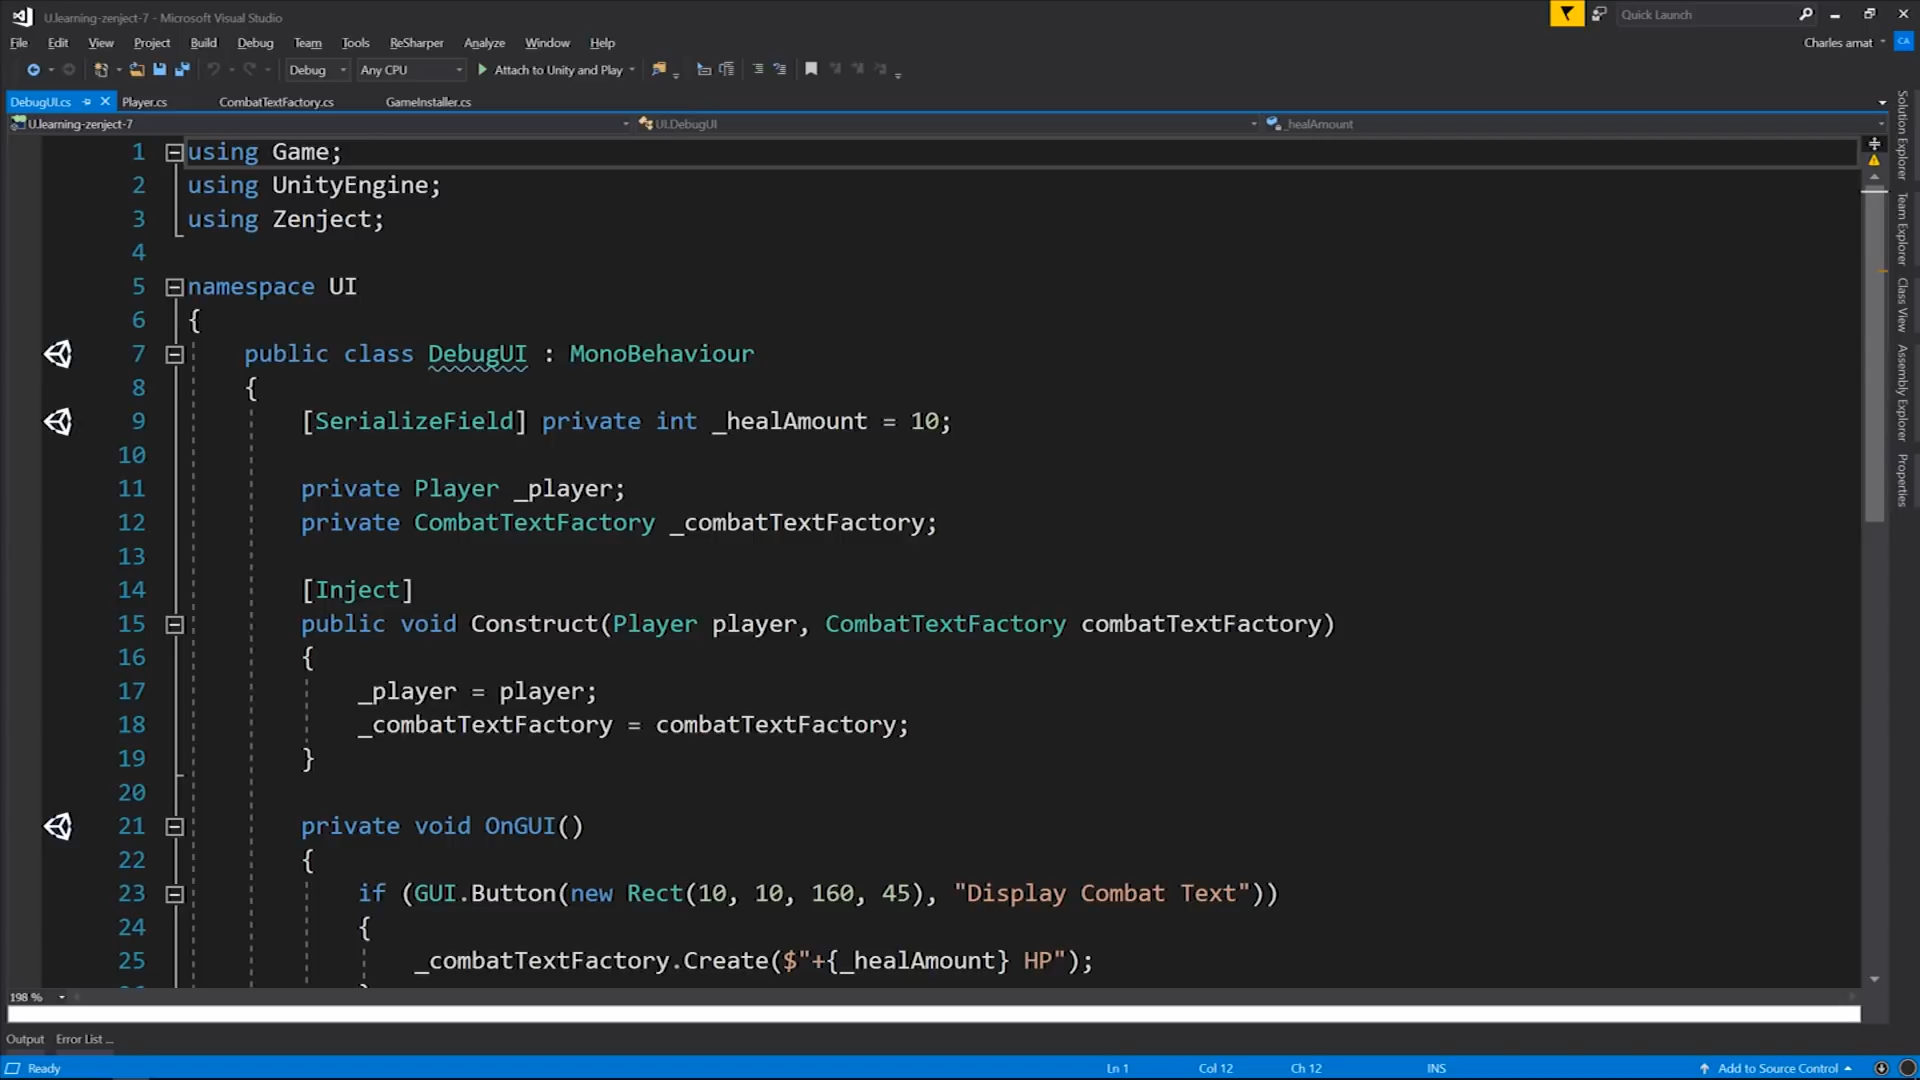 U.learning-zenject-7 - Microsoft Visual Studio
Quick Launch
File Edit View Project Build Debug Team Tools ReSharper Analyze Window Help
Charles amat CA
Debug Any CPU Attach to Unity and Play
DebugUI.cs Player.cs CombatTextFactory.cs GameInstaller.cs
U.learning-zenject-7 UI.DebugUI _healAmount
1 using Game;
2 using UnityEngine;
3 using Zenject;
4
5 namespace UI
6 {
7 public class DebugUI : MonoBehaviour
8 {
9 [SerializeField] private int _healAmount = 10;
10
11 private Player _player;
12 private CombatTextFactory _combatTextFactory;
13
14 [Inject]
15 public void Construct(Player player, CombatTextFactory combatTextFactory)
16 {
17 _player = player;
18 _combatTextFactory = combatTextFactory;
19 }
20
21 private void OnGUI()
22 {
23 if (GUI.Button(new Rect(10, 10, 160, 45), "Display Combat Text"))
24 {
25 _combatTextFactory.Create($"+{_healAmount} HP");
Solution Explorer
Team Explorer
Class View
Assembly Explorer
Properties
198 %
Output Error List ...
Ready Ln 1 Col 12 Ch 12 INS Add to Source Control